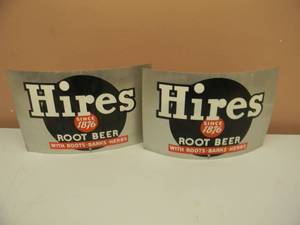 Hires
SINCE
1876
ROOT BEER
WITH ROOTS-BARKS-HERBS
Hires
SINCE
1876
ROOT BEER
WITH ROOTS-BARKS-HERBS